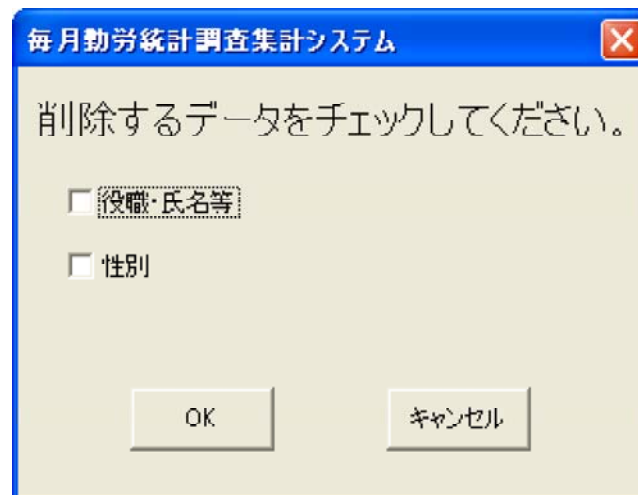 毎月勤労統計調査集計システム
削除するデータをチェックしてください。
役職・氏名等
性別
OK
キャンセル